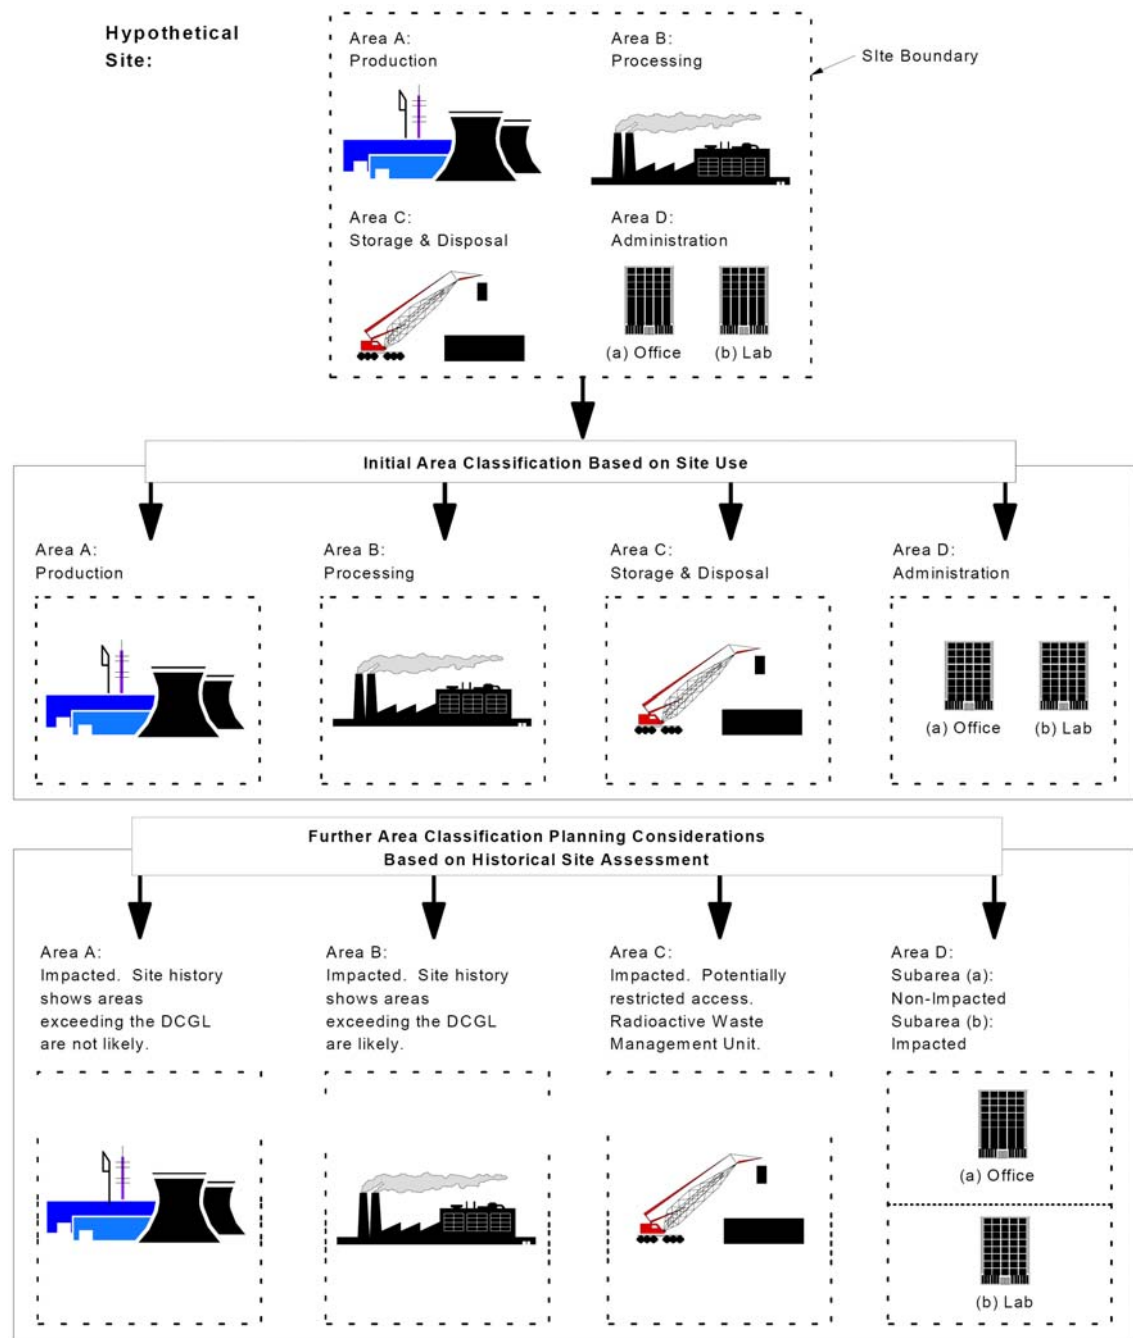 Hypothetical
Site:
Area A:
Production
Area B:
Processing
SIte Boundary
Area C:
Storage & Disposal
Area D:
Administration
(a) Office
(b) Lab
Initial Area Classification Based on Site Use
Area A:
Production
Area B:
Processing
Area C:
Storage & Disposal
Area D:
Administration
(a) Office
(b) Lab
Further Area Classification Planning Considerations
Based on Historical Site Assessment
Area A:
Impacted. Site history
shows areas
exceeding the DCGL
are not likely.
Area B:
Impacted. Site history
shows areas
exceeding the DCGL
are likely.
Area C:
Impacted. Potentially
restricted access.
Radioactive Waste
Management Unit.
Area D:
Subarea (a):
Non-Impacted
Subarea (b):
Impacted
(a) Office
(b) Lab